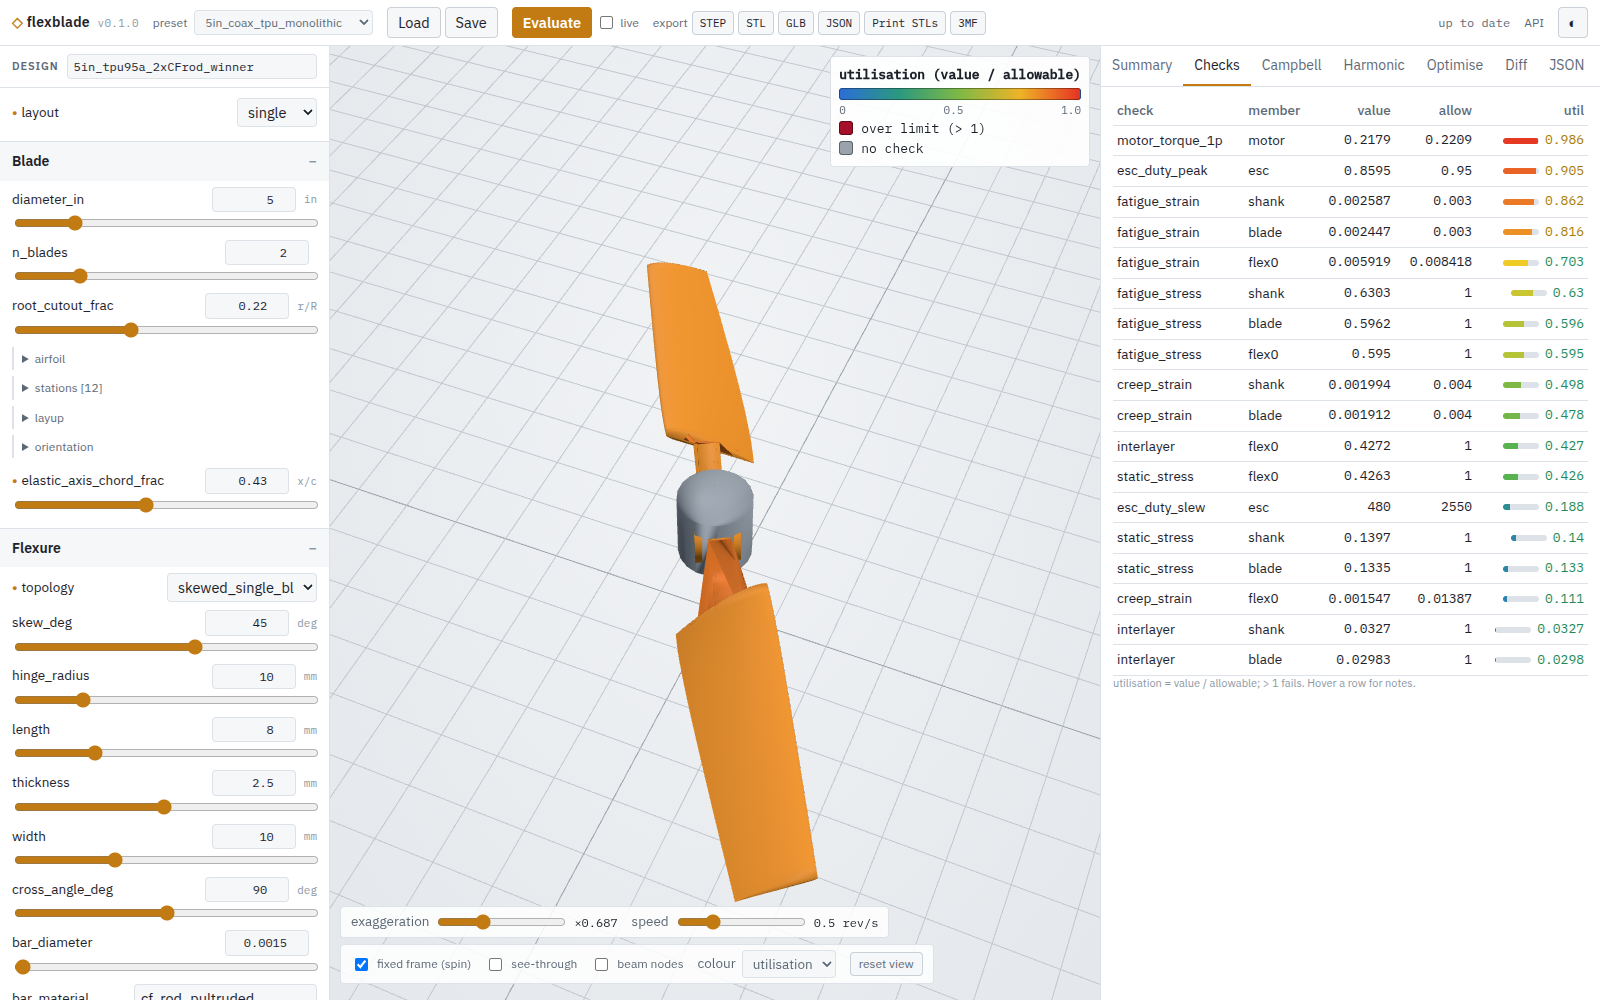 ◇ flexblade v0.1.0 preset 5in_coax_tpu_monolithic Load Save Evaluate live export STEP STL GLB JSON Print STLs 3MF up to date API
DESIGN 5in_tpu95a_2xCFrod_winner
• layout single
Blade –
diameter_in 5 in
n_blades 2
root_cutout_frac 0.22 r/R
▶ airfoil
▶ stations [12]
▶ layup
▶ orientation
• elastic_axis_chord_frac 0.43 x/c
Flexure –
• topology skewed_single_bl
skew_deg 45 deg
hinge_radius 10 mm
length 8 mm
thickness 2.5 mm
width 10 mm
cross_angle_deg 90 deg
bar_diameter 0.0015
bar_material cf_rod_pultruded
utilisation (value / allowable)
0 0.5 1.0
over limit (> 1)
no check
exaggeration ×0.687 speed 0.5 rev/s
fixed frame (spin) see-through beam nodes colour utilisation reset view
Summary Checks Campbell Harmonic Optimise Diff JSON
check member value allow util
motor_torque_1p motor 0.2179 0.2209 0.986
esc_duty_peak esc 0.8595 0.95 0.905
fatigue_strain shank 0.002587 0.003 0.862
fatigue_strain blade 0.002447 0.003 0.816
fatigue_strain flex0 0.005919 0.008418 0.703
fatigue_stress shank 0.6303 1 0.63
fatigue_stress blade 0.5962 1 0.596
fatigue_stress flex0 0.595 1 0.595
creep_strain shank 0.001994 0.004 0.498
creep_strain blade 0.001912 0.004 0.478
interlayer flex0 0.4272 1 0.427
static_stress flex0 0.4263 1 0.426
esc_duty_slew esc 480 2550 0.188
static_stress shank 0.1397 1 0.14
static_stress blade 0.1335 1 0.133
creep_strain flex0 0.001547 0.01387 0.111
interlayer shank 0.0327 1 0.0327
interlayer blade 0.02983 1 0.0298
utilisation = value / allowable; > 1 fails. Hover a row for notes.